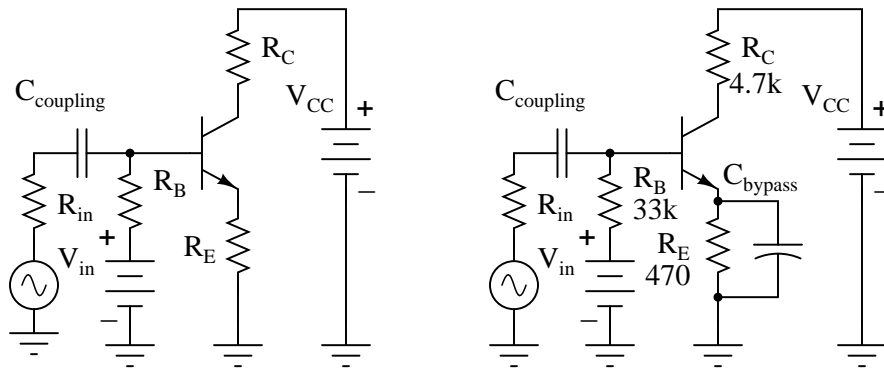 R_C
C_coupling
V_CC
+
R_B
−
R_in
+
R_E
V_in
−
R_C
4.7k
C_coupling
V_CC
+
R_B
33k
C_bypass
−
R_in
+
R_E
470
V_in
−